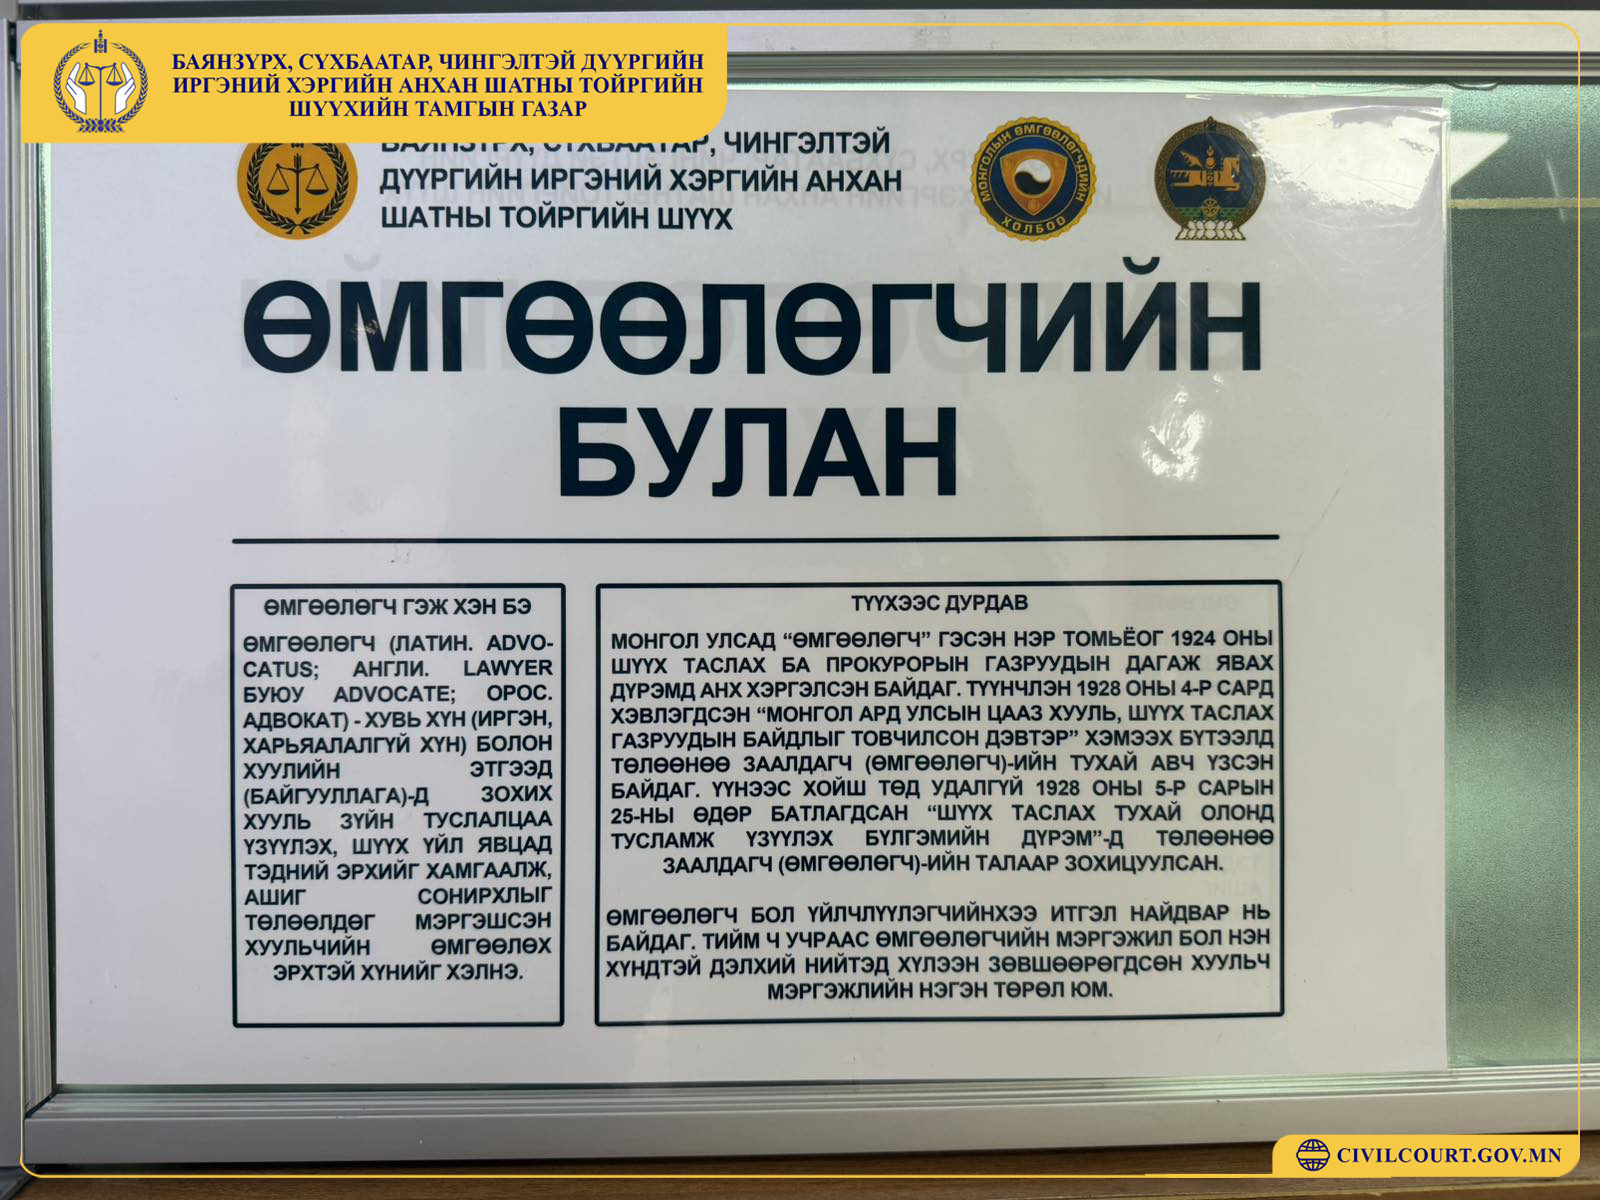 БАЯНЗҮРХ, СҮХБААТАР, ЧИНГЭЛТЭЙ ДҮҮРГИЙН
ИРГЭНИЙ ХЭРГИЙН АНХАН ШАТНЫ ТОЙРГИЙН
ШҮҮХИЙН ТАМГЫН ГАЗАР
БАЯНЗҮРХ, СҮХБААТАР, ЧИНГЭЛТЭЙ
ДҮҮРГИЙН ИРГЭНИЙ ХЭРГИЙН АНХАН
ШАТНЫ ТОЙРГИЙН ШҮҮХ
МОНГОЛЫН ӨМГӨӨЛӨГЧДИЙН
ХОЛБОО
ӨМГӨӨЛӨГЧИЙН
БУЛАН
ӨМГӨӨЛӨГЧ ГЭЖ ХЭН БЭ
ӨМГӨӨЛӨГЧ (ЛАТИН. ADVO-
CATUS; АНГЛИ. LAWYER
БУЮУ ADVOCATE; ОРОС.
АДВОКАТ) - ХУВЬ ХҮН (ИРГЭН,
ХАРЬЯАЛАЛГҮЙ ХҮН) БОЛОН
ХУУЛИЙН ЭТГЭЭД
(БАЙГУУЛЛАГА)-Д ЗОХИХ
ХУУЛЬ ЗҮЙН ТУСЛАЛЦАА
ҮЗҮҮЛЭХ, ШҮҮХ ҮЙЛ ЯВЦАД
ТЭДНИЙ ЭРХИЙГ ХАМГААЛЖ,
АШИГ СОНИРХЛЫГ
ТӨЛӨӨЛДӨГ МЭРГЭШСЭН
ХУУЛЬЧИЙН ӨМГӨӨЛӨХ
ЭРХТЭЙ ХҮНИЙГ ХЭЛНЭ.
ТҮҮХЭЭС ДУРДАВ
МОНГОЛ УЛСАД “ӨМГӨӨЛӨГЧ” ГЭСЭН НЭР ТОМЬЁОГ 1924 ОНЫ
ШҮҮХ ТАСЛАХ БА ПРОКУРОРЫН ГАЗРУУДЫН ДАГАЖ ЯВАХ
ДҮРЭМД АНХ ХЭРГЭЛСЭН БАЙДАГ. ТҮҮНЧЛЭН 1928 ОНЫ 4-Р САРД
ХЭВЛЭГДСЭН “МОНГОЛ АРД УЛСЫН ЦААЗ ХУУЛЬ, ШҮҮХ ТАСЛАХ
ГАЗРУУДЫН БАЙДЛЫГ ТОВЧИЛСОН ДЭВТЭР” ХЭМЭЭХ БҮТЭЭЛД
ТӨЛӨӨНӨӨ ЗААЛДАГЧ (ӨМГӨӨЛӨГЧ)-ИЙН ТУХАЙ АВЧ ҮЗСЭН
БАЙДАГ. ҮҮНЭЭС ХОЙШ ТӨД УДАЛГҮЙ 1928 ОНЫ 5-Р САРЫН
25-НЫ ӨДӨР БАТЛАГДСАН “ШҮҮХ ТАСЛАХ ТУХАЙ ОЛОНД
ТУСЛАМЖ ҮЗҮҮЛЭХ БҮЛГЭМИЙН ДҮРЭМ”-Д ТӨЛӨӨНӨӨ
ЗААЛДАГЧ (ӨМГӨӨЛӨГЧ)-ИЙН ТАЛААР ЗОХИЦУУЛСАН.
ӨМГӨӨЛӨГЧ БОЛ ҮЙЛЧЛҮҮЛЭГЧИЙНХЭЭ ИТГЭЛ НАЙДВАР НЬ
БАЙДАГ. ТИЙМ Ч УЧРААС ӨМГӨӨЛӨГЧИЙН МЭРГЭЖИЛ БОЛ НЭН
ХҮНДТЭЙ ДЭЛХИЙ НИЙТЭД ХҮЛЭЭН ЗӨВШӨӨРӨГДСӨН ХУУЛЬЧ
МЭРГЭЖЛИЙН НЭГЭН ТӨРӨЛ ЮМ.
CIVILCOURT.GOV.MN